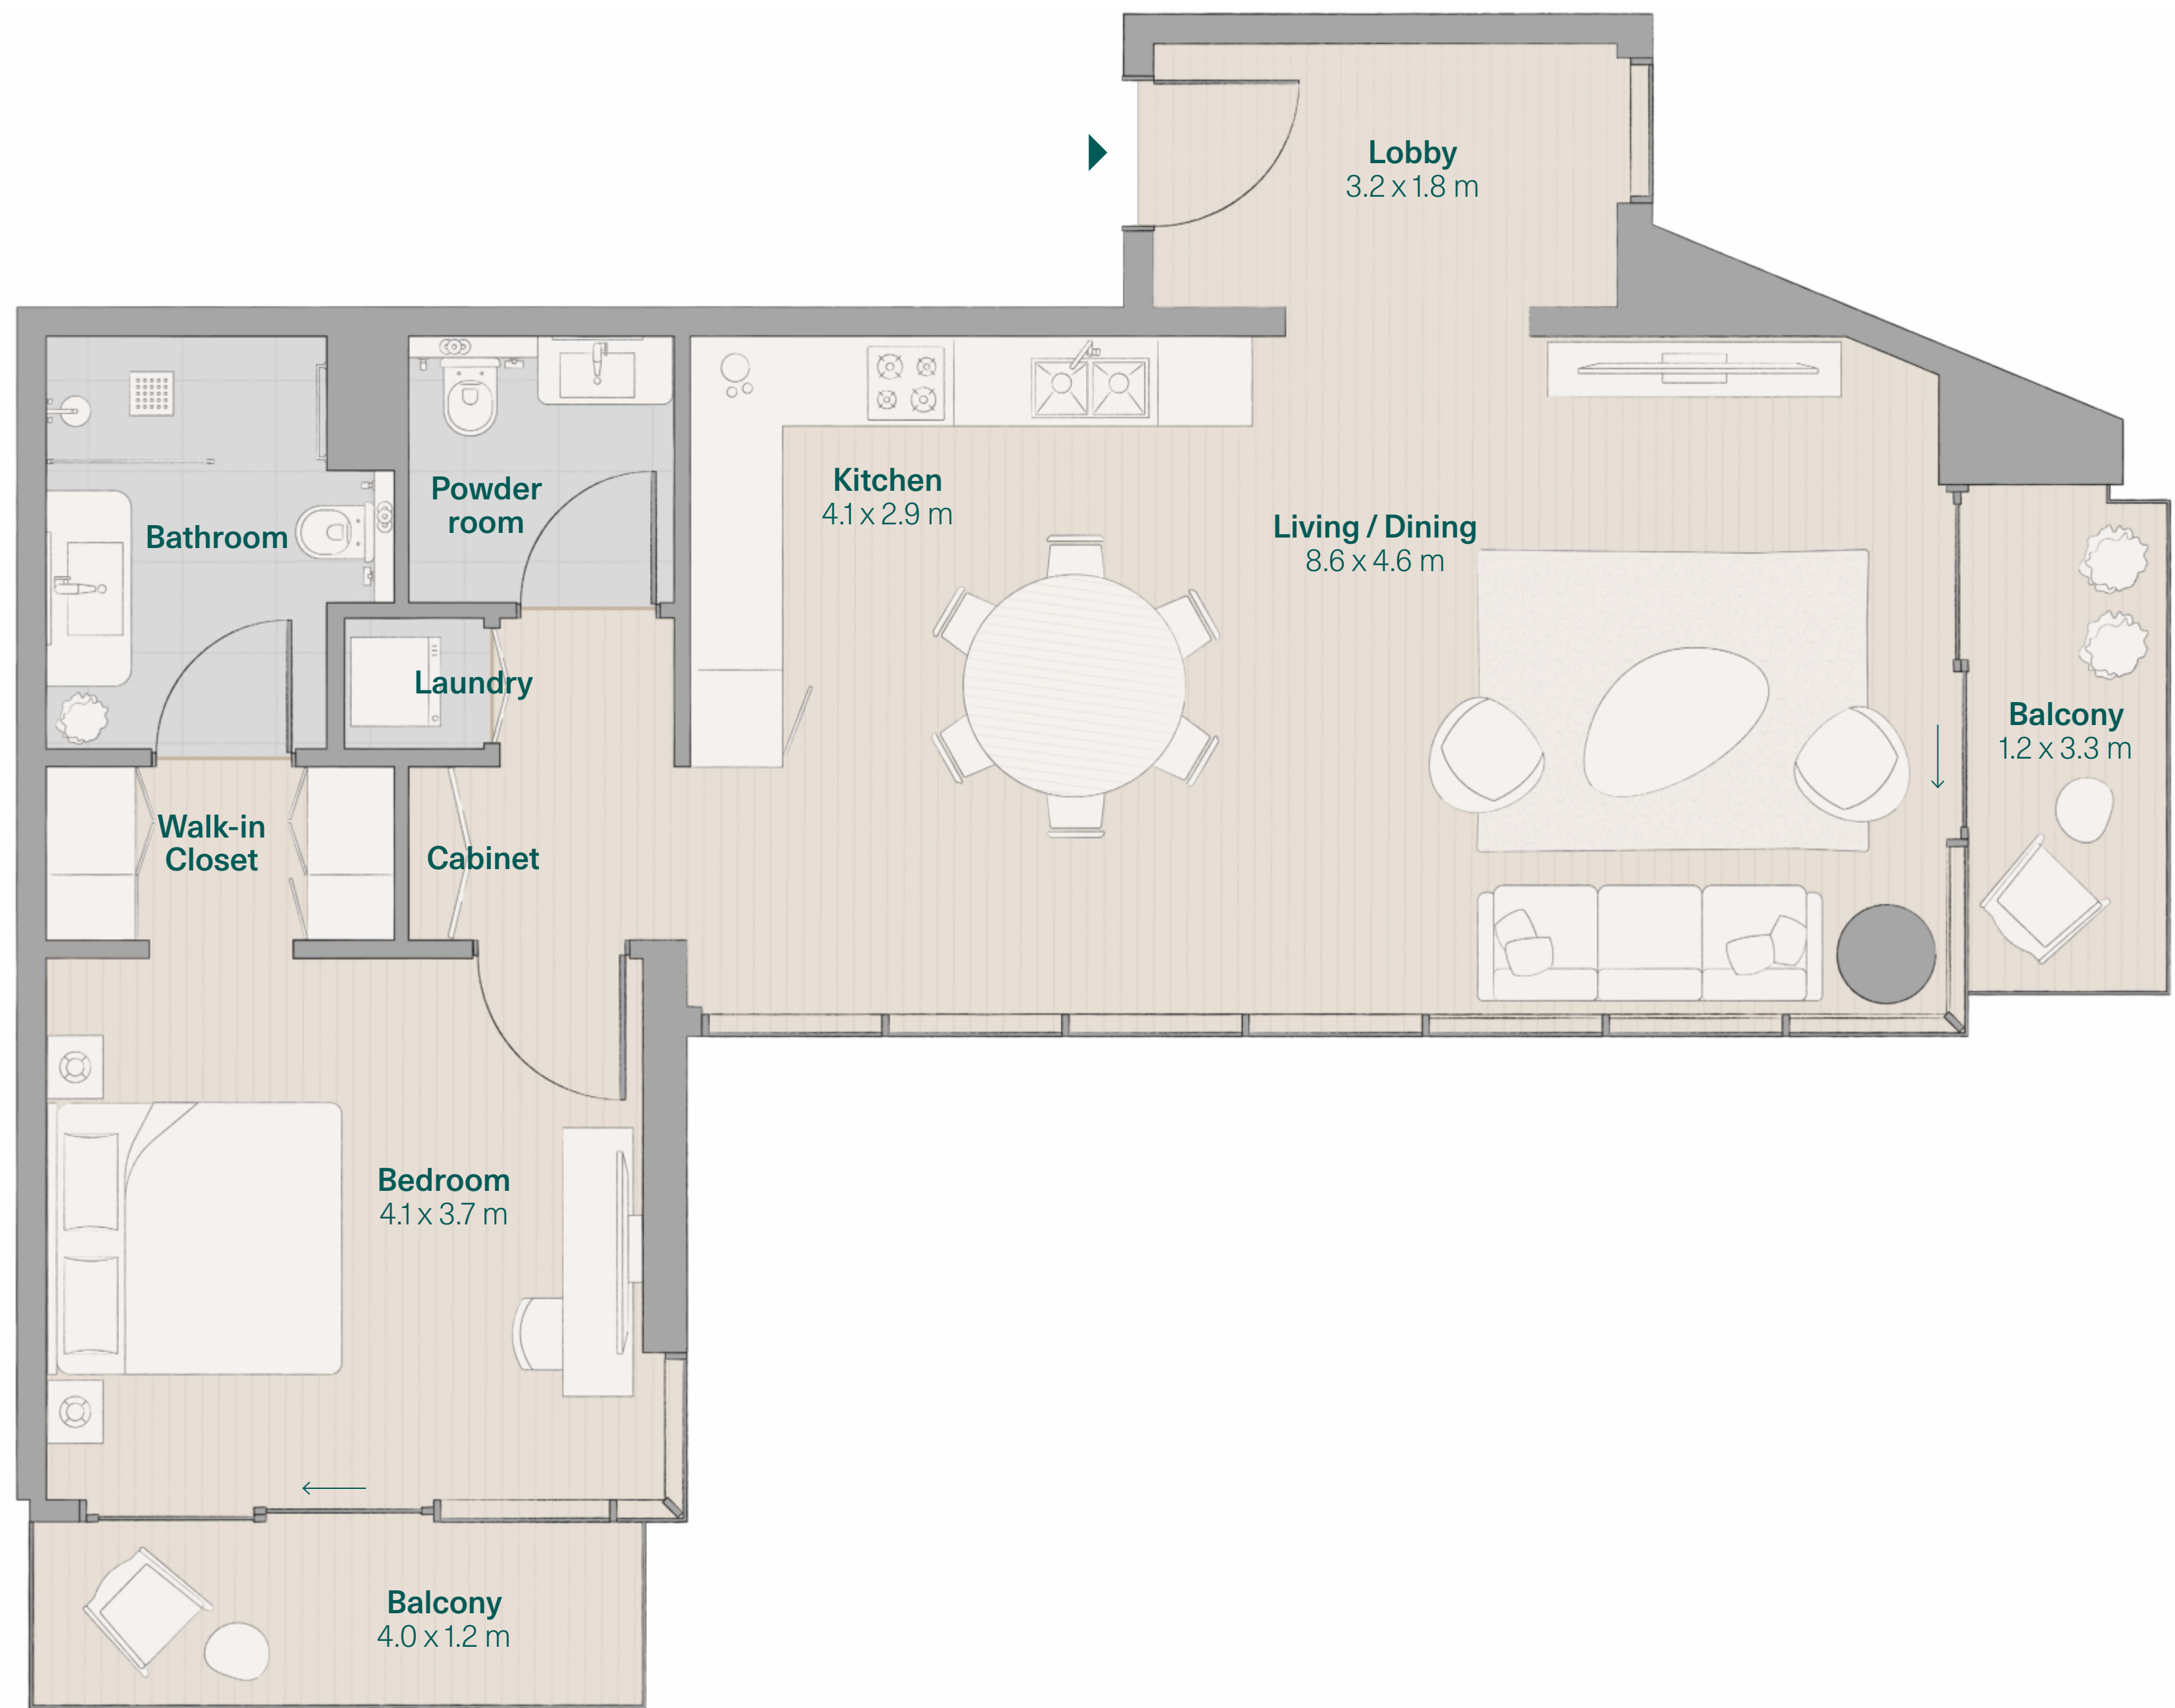 Lobby
3.2 x 1.8 m
Kitchen
4.1 x 2.9 m
Powder
room
Bathroom
Living / Dining
8.6 x 4.6 m
Laundry
Balcony
1.2 x 3.3 m
Walk-in
Closet
Cabinet
Bedroom
4.1 x 3.7 m
Balcony
4.0 x 1.2 m